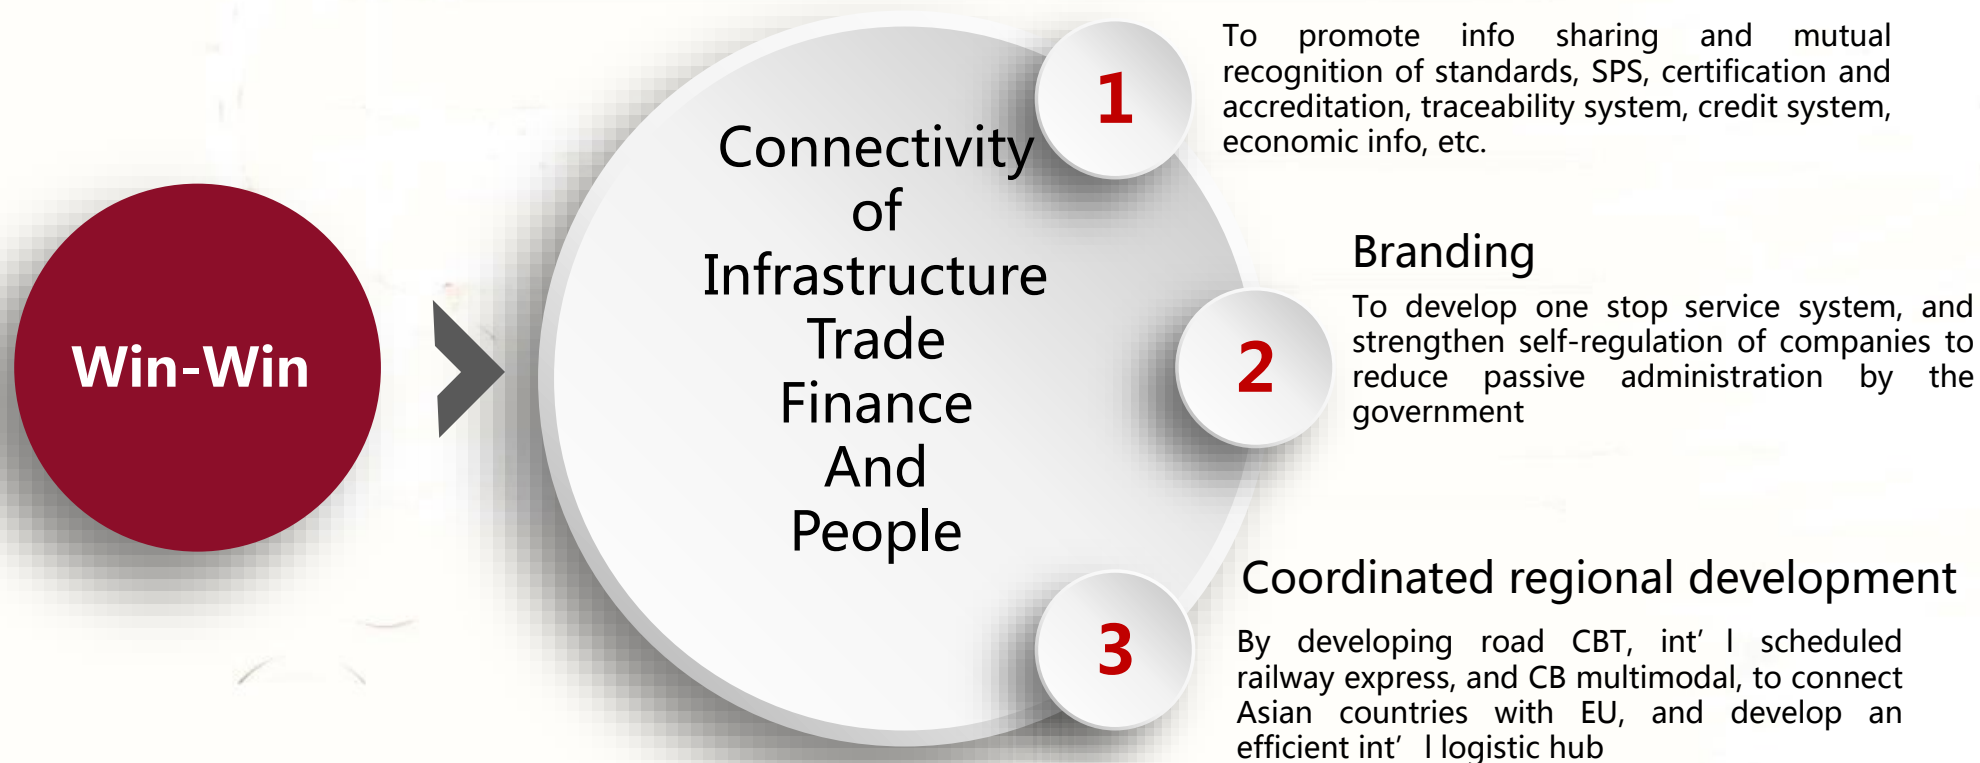 Win-Win
Connectivity
of
Infrastructure
Trade
Finance
And
People
1
To promote info sharing and mutual
recognition of standards, SPS, certification and
accreditation, traceability system, credit system,
economic info, etc.
2
Branding
To develop one stop service system, and
strengthen self-regulation of companies to
reduce passive administration by the
government
3
Coordinated regional development
By developing road CBT, int’ l scheduled
railway express, and CB multimodal, to connect
Asian countries with EU, and develop an
efficient int’ l logistic hub